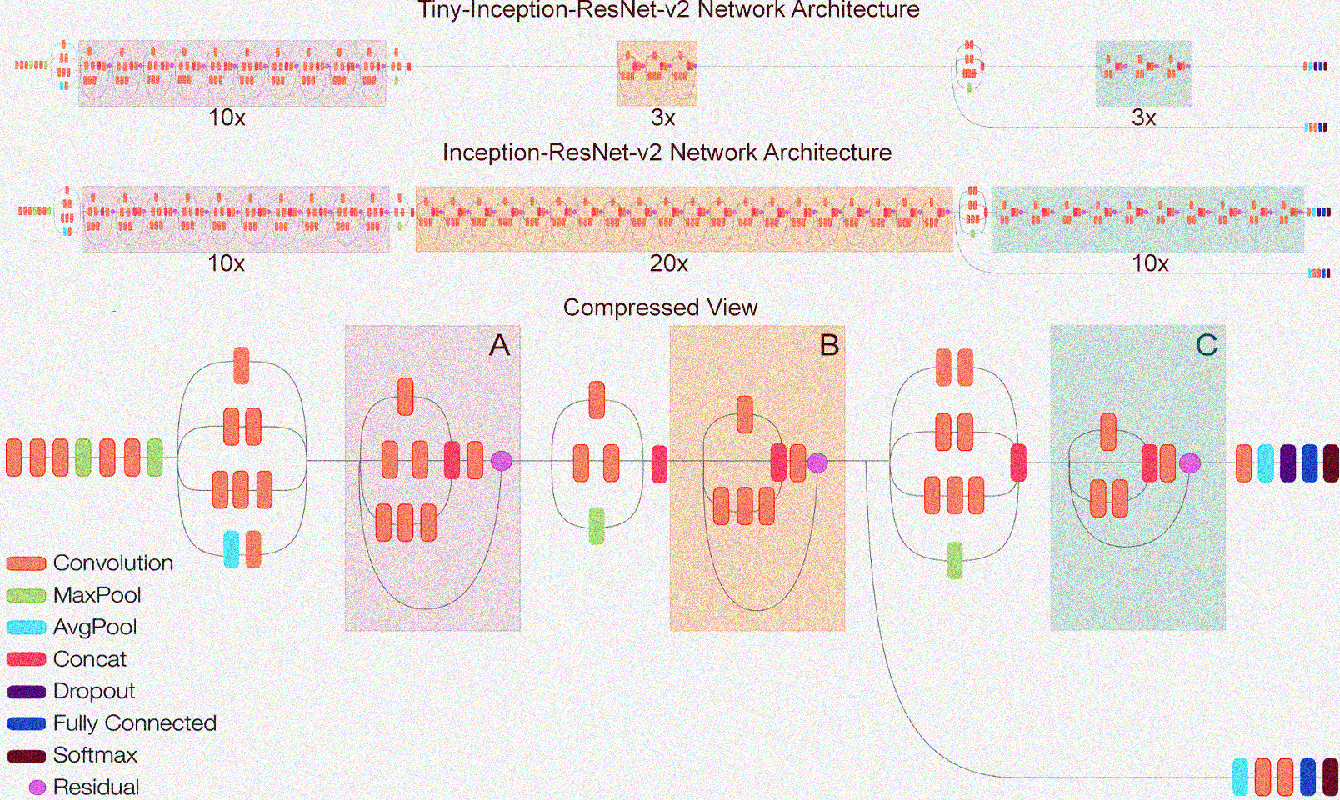 Tiny-Inception-ResNet-v2 Network Architecture
10x
3x
3x
Inception-ResNet-v2 Network Architecture
10x
20x
10x
Compressed View
A
B
C
Convolution
MaxPool
AvgPool
Concat
Dropout
Fully Connected
Softmax
Residual